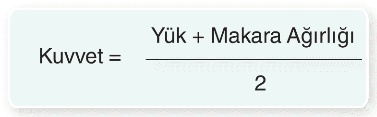 Kuvvet = Yük + Makara Ağırlığı
2